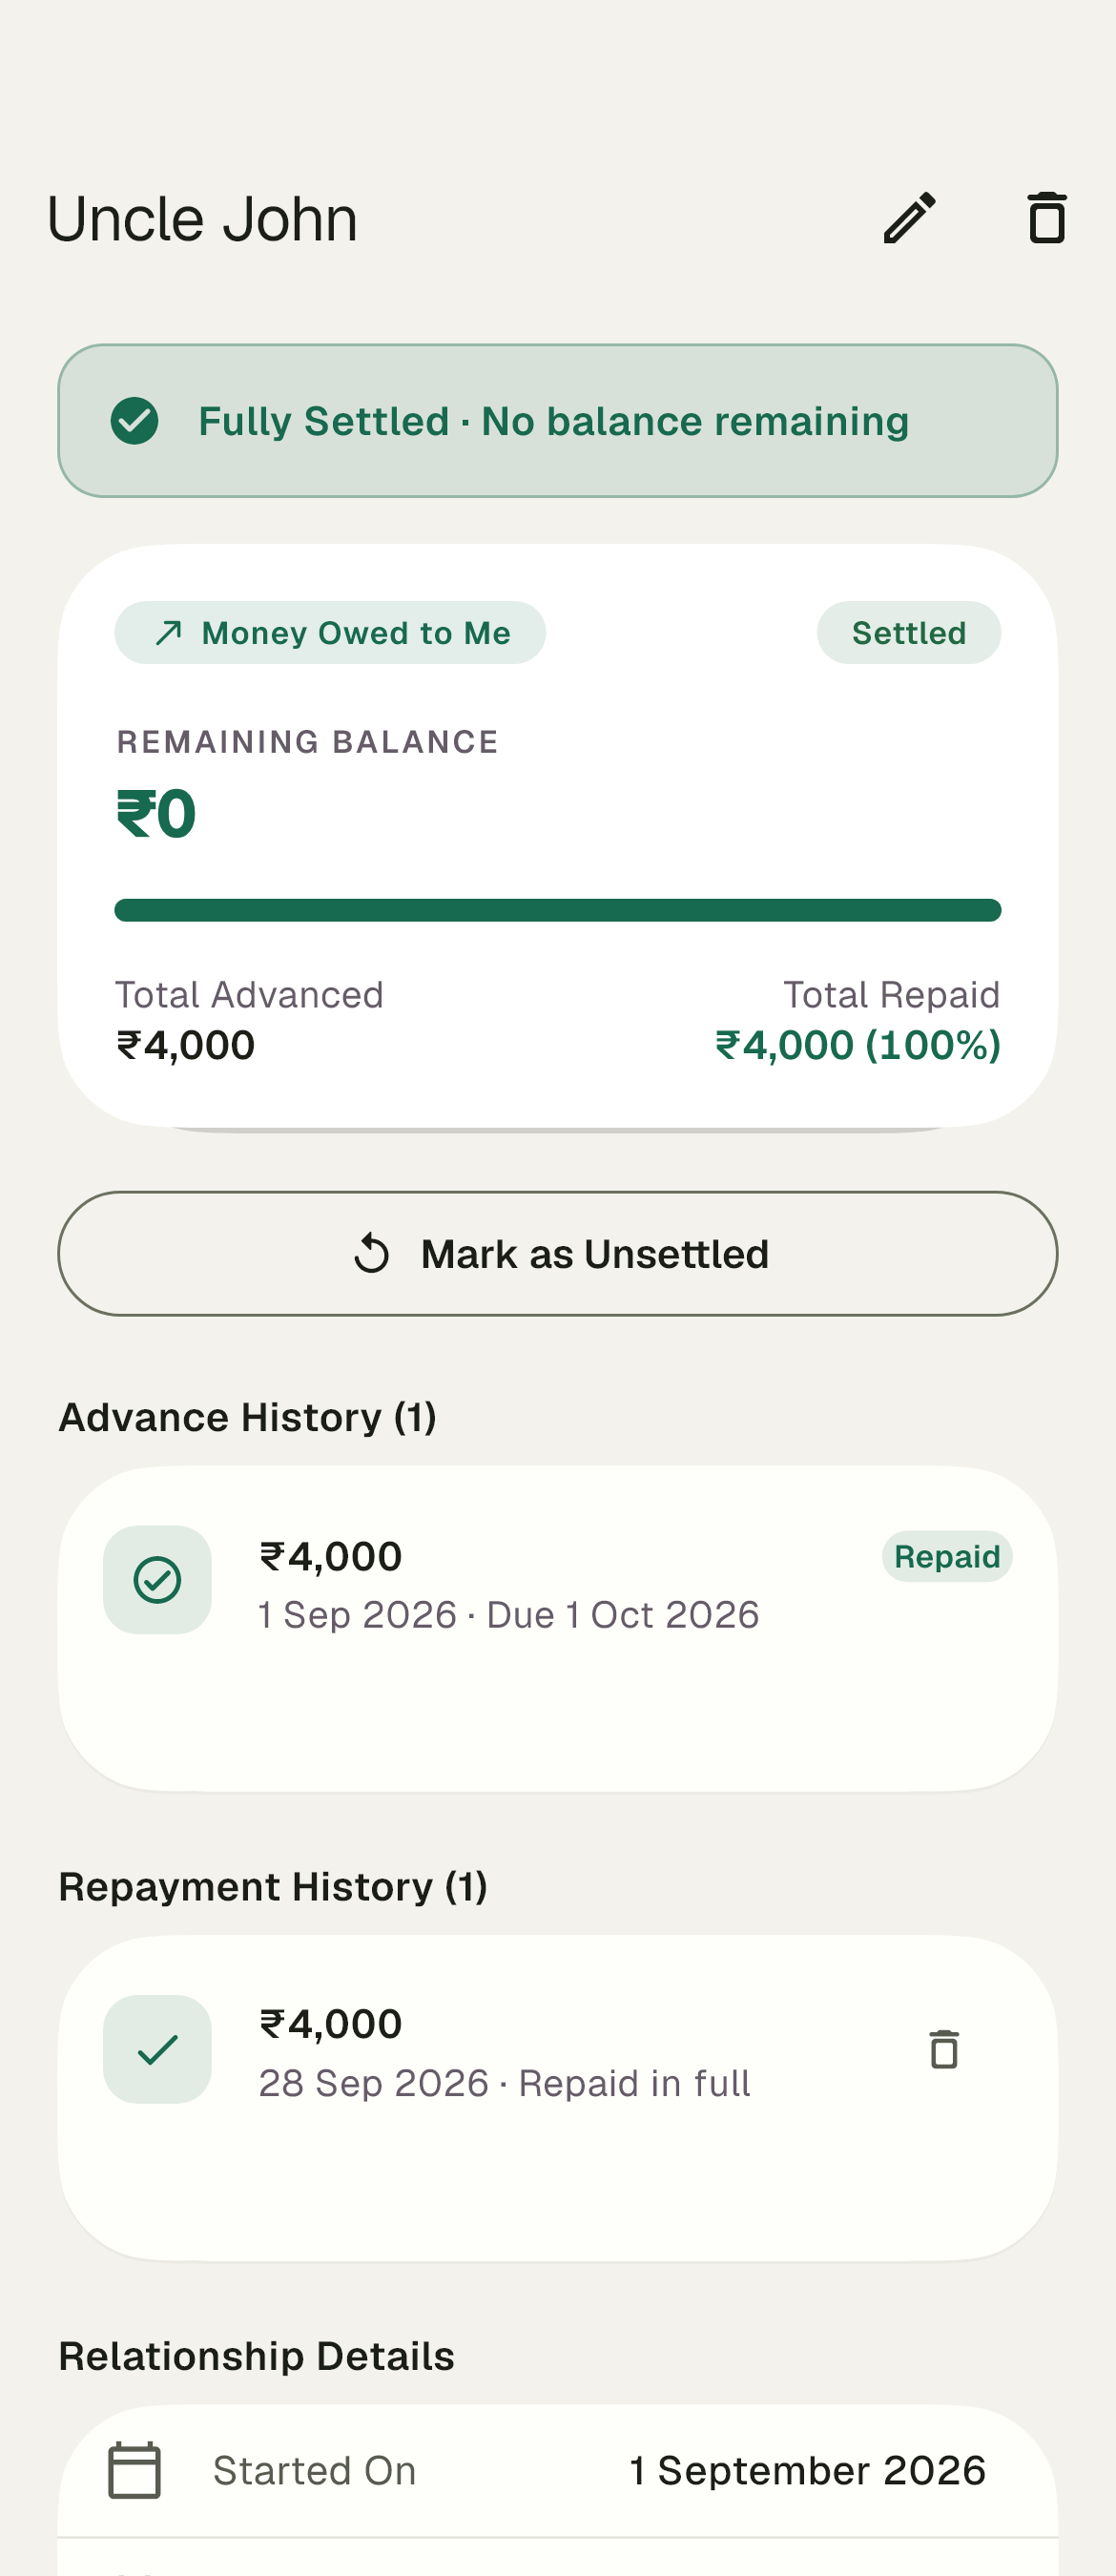 Uncle John
Fully Settled · No balance remaining
Money Owed to Me
Settled
REMAINING BALANCE
₹0
Total Advanced
Total Repaid
₹4,000
₹4,000 (100%)
Mark as Unsettled
Advance History (1)
₹4,000
Repaid
1 Sep 2026 · Due 1 Oct 2026
Repayment History (1)
₹4,000
28 Sep 2026 · Repaid in full
Relationship Details
Started On
1 September 2026